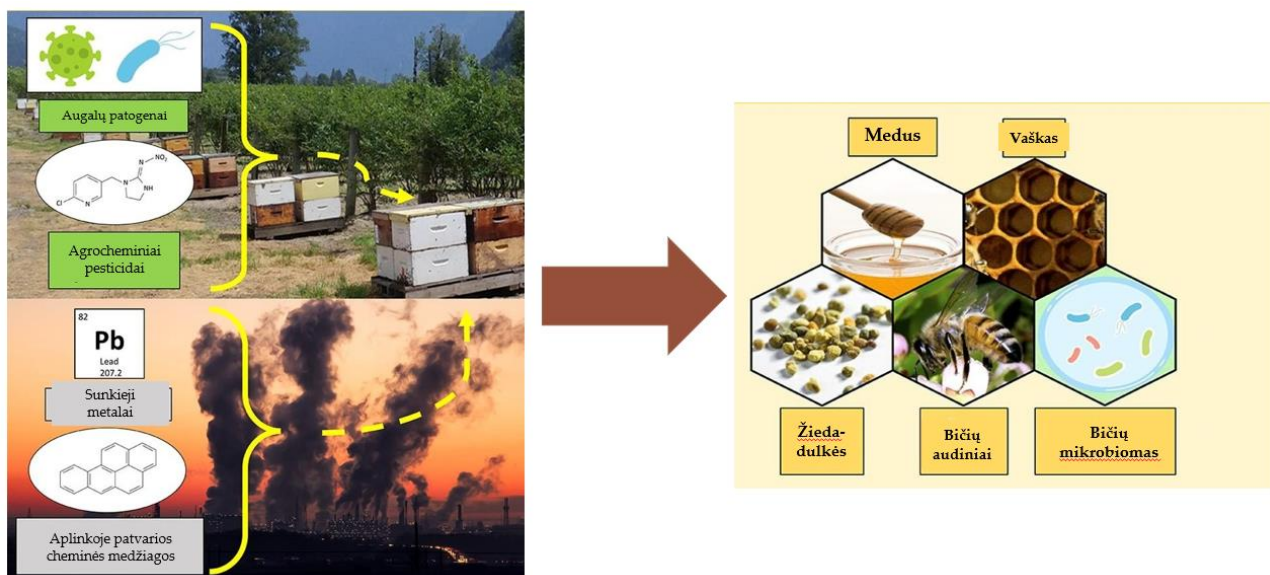 Augalų patogenai
N
NO₂
N
NH
N
Cl
Agrocheminiai
pesticidai
82
Pb
Lead
207.2
Sunkieji
metalai
Aplinkoje patvarios
cheminės medžiagos
Medus
Vaškas
Žieda-
dulkės
Bičių
audiniai
Bičių
mikrobiomas